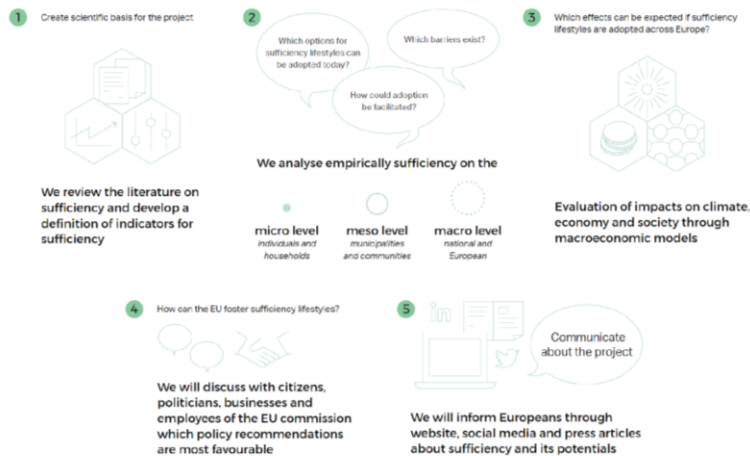 1
Create scientific basis for the project
We review the literature on
sufficiency and develop a
definition of indicators for
sufficiency
2
Which options for
sufficiency lifestyles can
be adopted today?
Which barriers exist?
How could adoption
be facilitated?
We analyse empirically sufficiency on the
micro level
individuals and
households
meso level
municipalities
and communities
macro level
national and
European
3
Which effects can be expected if sufficiency
lifestyles are adopted across Europe?
Evaluation of impacts on climate,
economy and society through
macroeconomic models
4
How can the EU foster sufficiency lifestyles?
We will discuss with citizens,
politicians, businesses and
employees of the EU commission
which policy recommendations
are most favourable
5
in
Communicate
about the project
We will inform Europeans through
website, social media and press articles
about sufficiency and its potentials